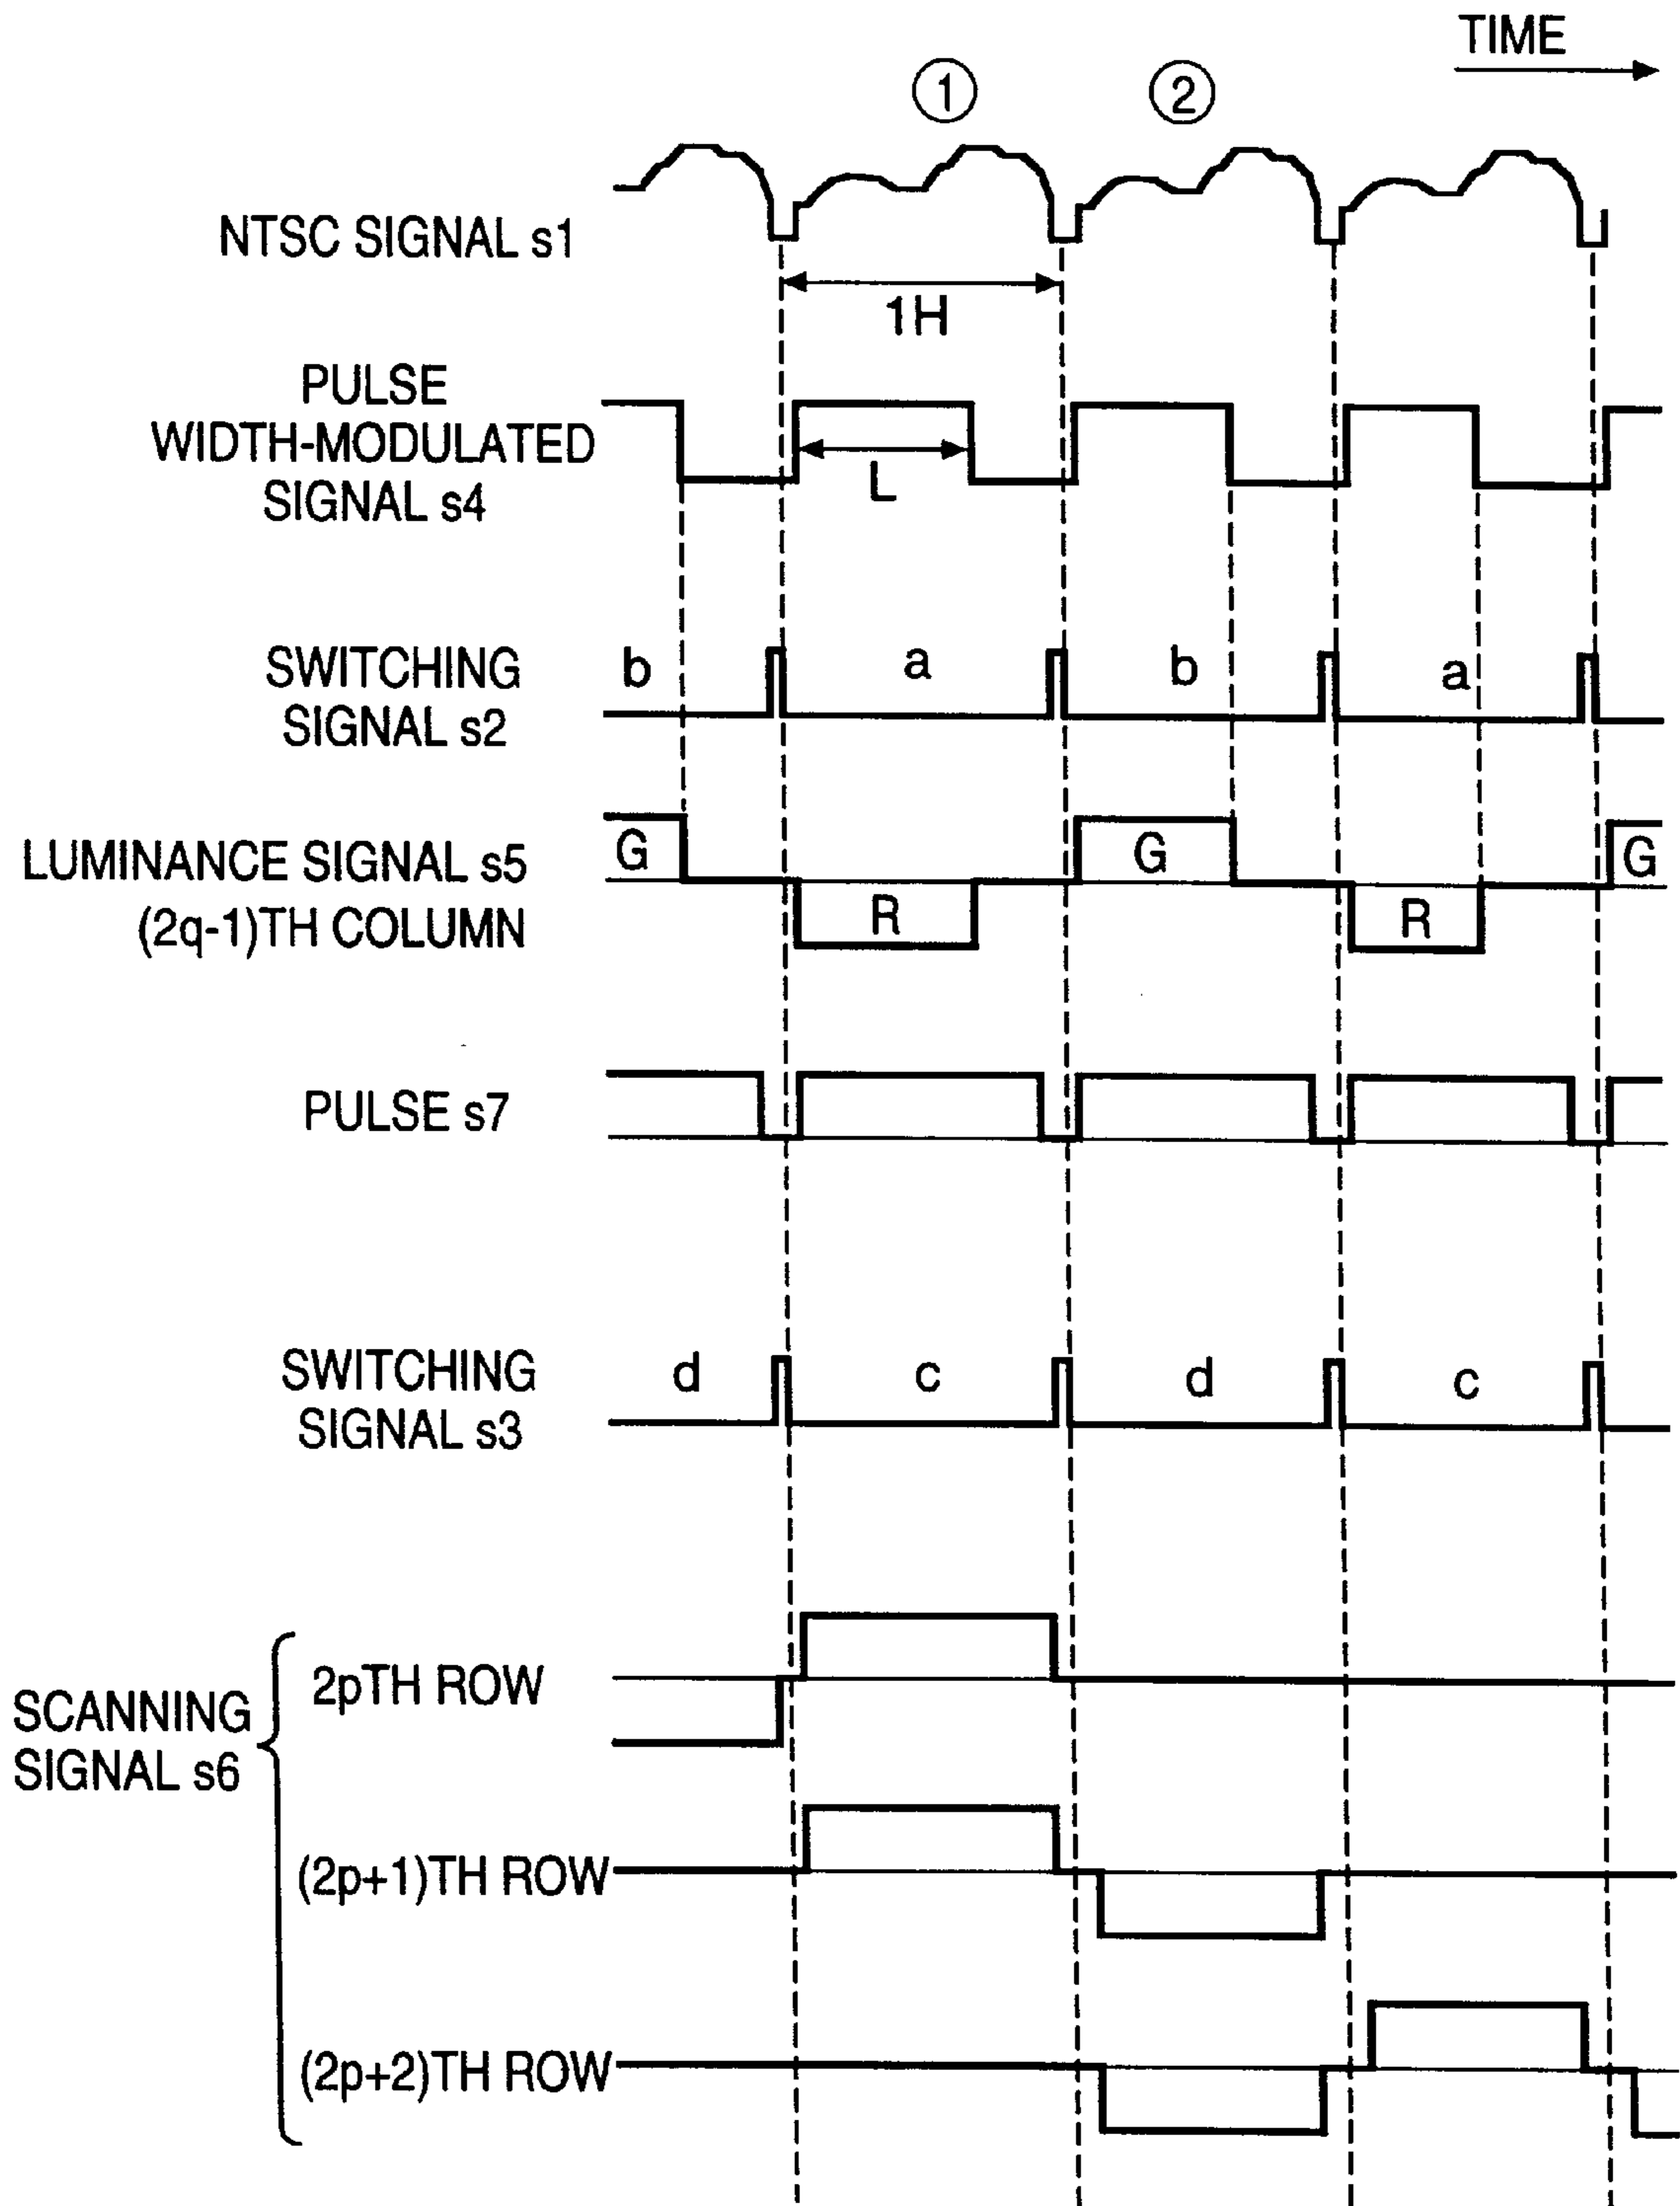 TIME
① ②
NTSC SIGNAL s1
1H
PULSE
WIDTH-MODULATED
SIGNAL s4
L
SWITCHING
SIGNAL s2
b a b a
LUMINANCE SIGNAL s5
(2q-1)TH COLUMN
G R G R G
PULSE s7
SWITCHING
SIGNAL s3
d c d c
SCANNING
SIGNAL s6
2pTH ROW
(2p+1)TH ROW
(2p+2)TH ROW